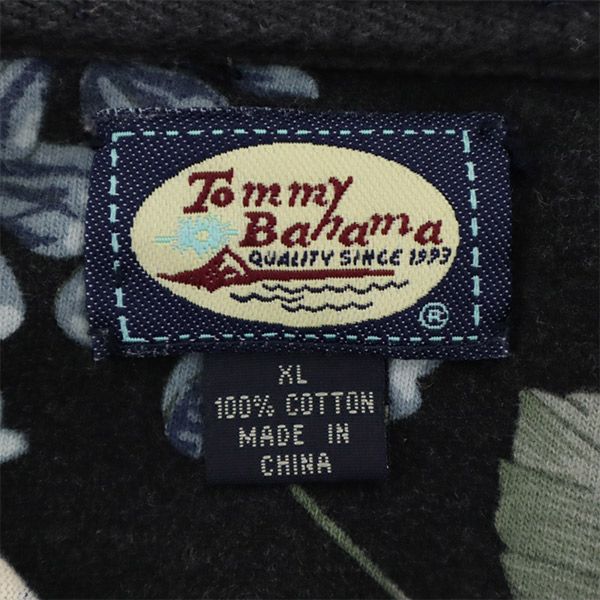 Tommy
Bahama
QUALITY SINCE 1993
®
XL
100% COTTON
MADE IN
CHINA